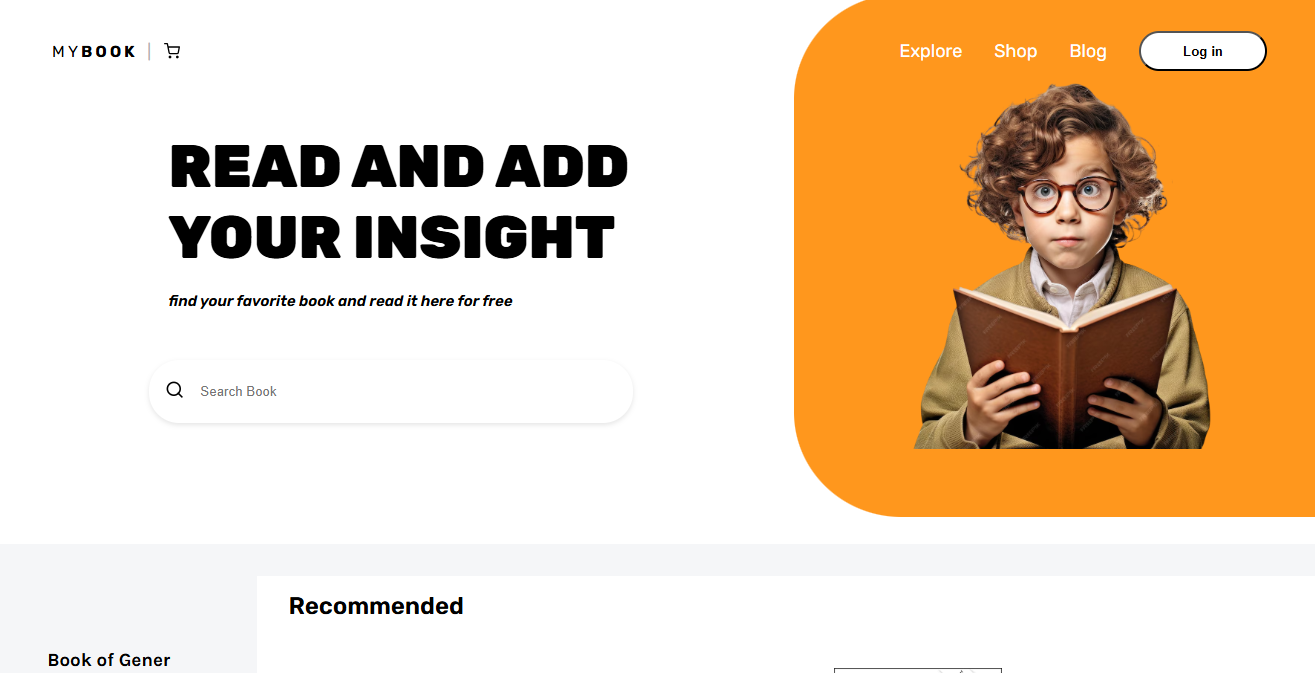 MYBOOK |
Explore Shop Blog Log in
READ AND ADD
YOUR INSIGHT
find your favorite book and read it here for free
Search Book
Recommended
Book of Gener